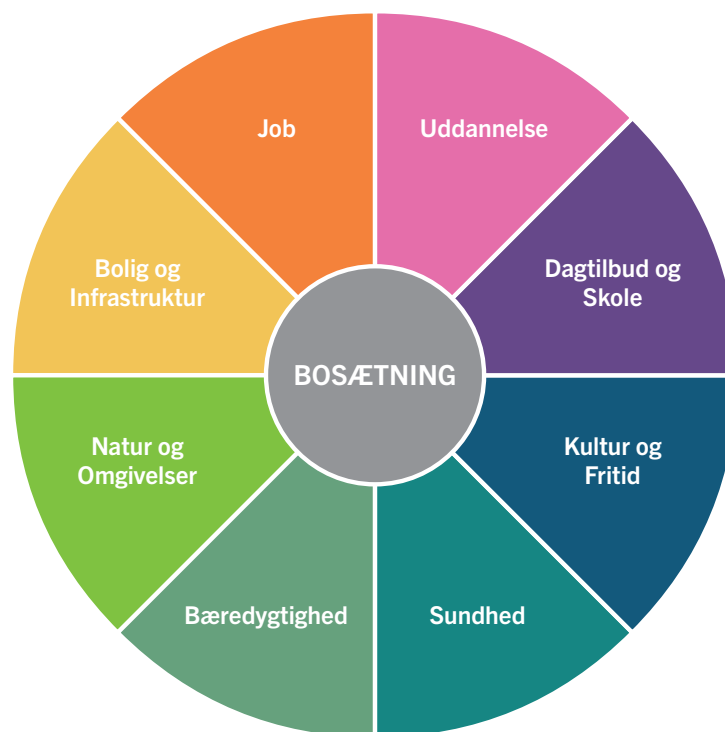 Job
Uddannelse
Bolig og
Infrastruktur
Dagtilbud og
Skole
BOSÆTNING
Natur og
Omgivelser
Kultur og
Fritid
Bæredygtighed
Sundhed